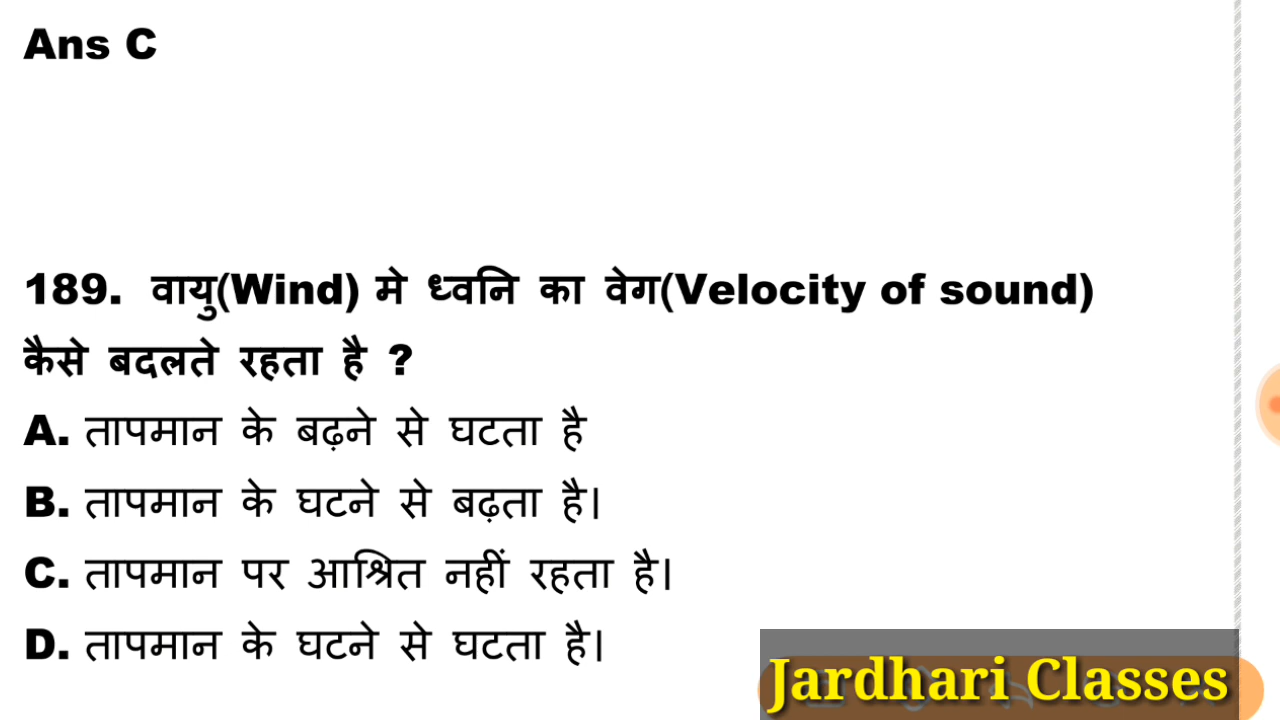 Ans C
189. वायु(Wind) मे ध्वनि का वेग(Velocity of sound)
कैसे बदलते रहता है ?
A. तापमान के बढ़ने से घटता है
B. तापमान के घटने से बढ़ता है।
C. तापमान पर आश्रित नहीं रहता है।
D. तापमान के घटने से घटता है।
Jardhari Classes